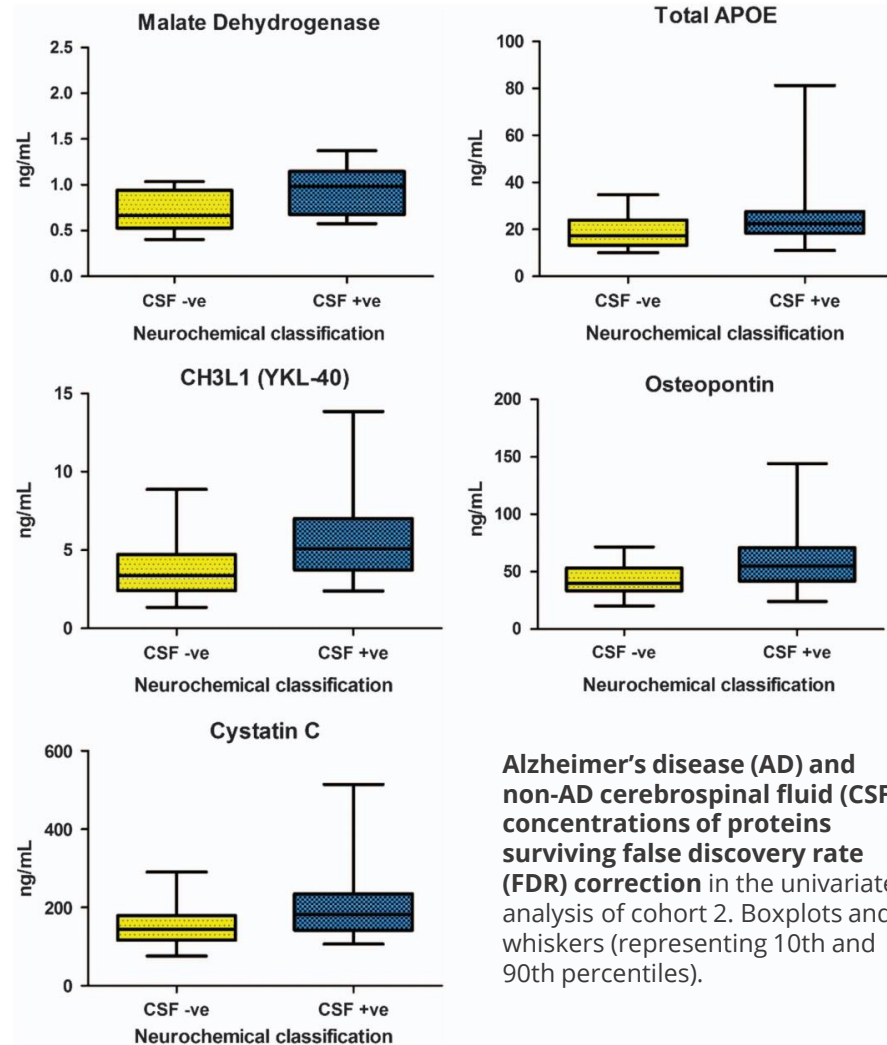 Malate Dehydrogenase
2.5
2.0
1.5
1.0
0.5
0.0
ng/mL
CSF -ve
CSF +ve
Neurochemical classification
Total APOE
100
80
60
40
20
0
ng/mL
CSF -ve
CSF +ve
Neurochemical classification
CH3L1 (YKL-40)
15
10
5
0
ng/mL
CSF -ve
CSF +ve
Neurochemical classification
Osteopontin
200
150
100
50
0
ng/mL
CSF -ve
CSF +ve
Neurochemical classification
Cystatin C
600
400
200
0
ng/mL
CSF -ve
CSF +ve
Neurochemical classification
Alzheimer’s disease (AD) and
non-AD cerebrospinal fluid (CSF
concentrations of proteins
surviving false discovery rate
(FDR) correction in the univariate
analysis of cohort 2. Boxplots and
whiskers (representing 10th and
90th percentiles).